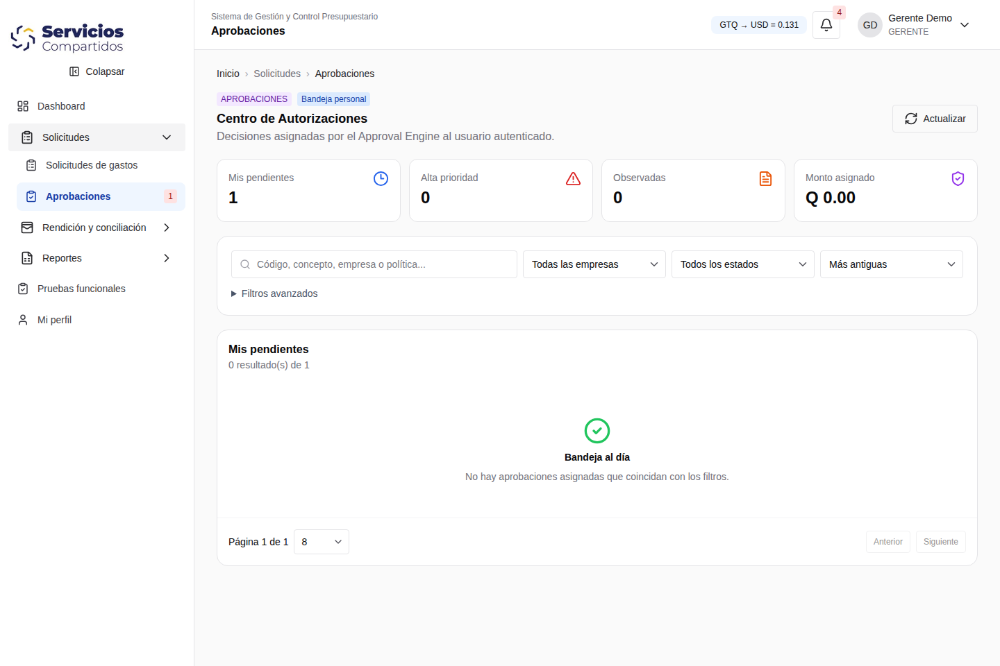 Servicios
Compartidos
Colapsar
Dashboard
Solicitudes
Solicitudes de gastos
Aprobaciones 1
Rendición y conciliación
Reportes
Pruebas funcionales
Mi perfil
Sistema de Gestión y Control Presupuestario
Aprobaciones
GTQ → USD = 0.131
4
GD
Gerente Demo
GERENTE
Inicio › Solicitudes › Aprobaciones
APROBACIONES Bandeja personal
Centro de Autorizaciones
Decisiones asignadas por el Approval Engine al usuario autenticado.
Actualizar
Mis pendientes
1
Alta prioridad
0
Observadas
0
Monto asignado
Q 0.00
Código, concepto, empresa o política...
Todas las empresas
Todos los estados
Más antiguas
Filtros avanzados
Mis pendientes
0 resultado(s) de 1
Bandeja al día
No hay aprobaciones asignadas que coincidan con los filtros.
Página 1 de 1 8
Anterior Siguiente